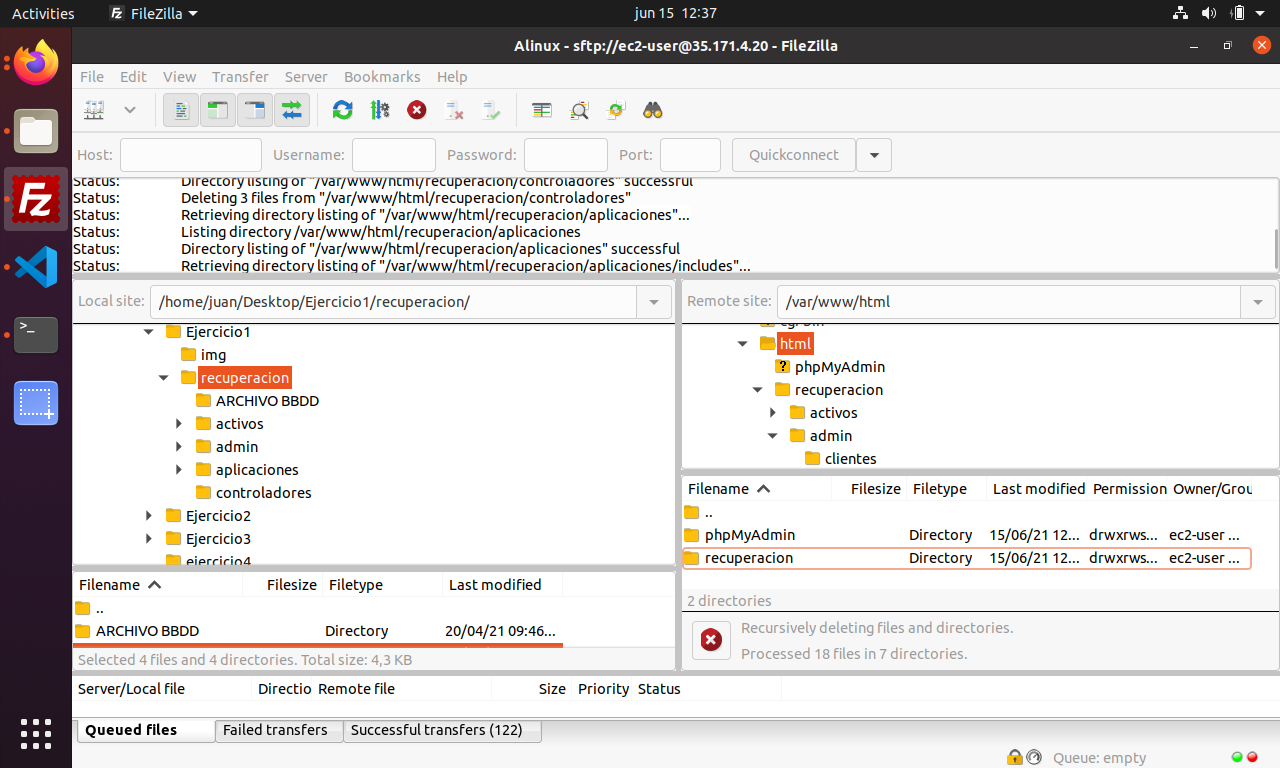 Activities FileZilla jun 15 12:37
Alinux - sftp://ec2-user@35.171.4.20 - FileZilla
File Edit View Transfer Server Bookmarks Help
Host: Username: Password: Port: Quickconnect
Status: Directory listing of "/var/www/html/recuperacion/controladores" successful
Status: Deleting 3 files from "/var/www/html/recuperacion/controladores"
Status: Retrieving directory listing of "/var/www/html/recuperacion/aplicaciones"...
Status: Listing directory /var/www/html/recuperacion/aplicaciones
Status: Directory listing of "/var/www/html/recuperacion/aplicaciones" successful
Status: Retrieving directory listing of "/var/www/html/recuperacion/aplicaciones/includes"...
Local site: /home/juan/Desktop/Ejercicio1/recuperacion/
Ejercicio1
img
recuperacion
ARCHIVO BBDD
activos
admin
aplicaciones
controladores
Ejercicio2
Ejercicio3
ejercicio4
Filename Filesize Filetype Last modified
..
ARCHIVO BBDD Directory 20/04/21 09:46...
Selected 4 files and 4 directories. Total size: 4,3 KB
Remote site: /var/www/html
cgi-bin
html
phpMyAdmin
recuperacion
activos
admin
clientes
Filename Filesize Filetype Last modified Permission Owner/Grou
..
phpMyAdmin Directory 15/06/21 12... drwxrws... ec2-user ...
recuperacion Directory 15/06/21 12... drwxrws... ec2-user ...
2 directories
Recursively deleting files and directories.
Processed 18 files in 7 directories.
Server/Local file Directio Remote file Size Priority Status
Queued files Failed transfers Successful transfers (122)
Queue: empty